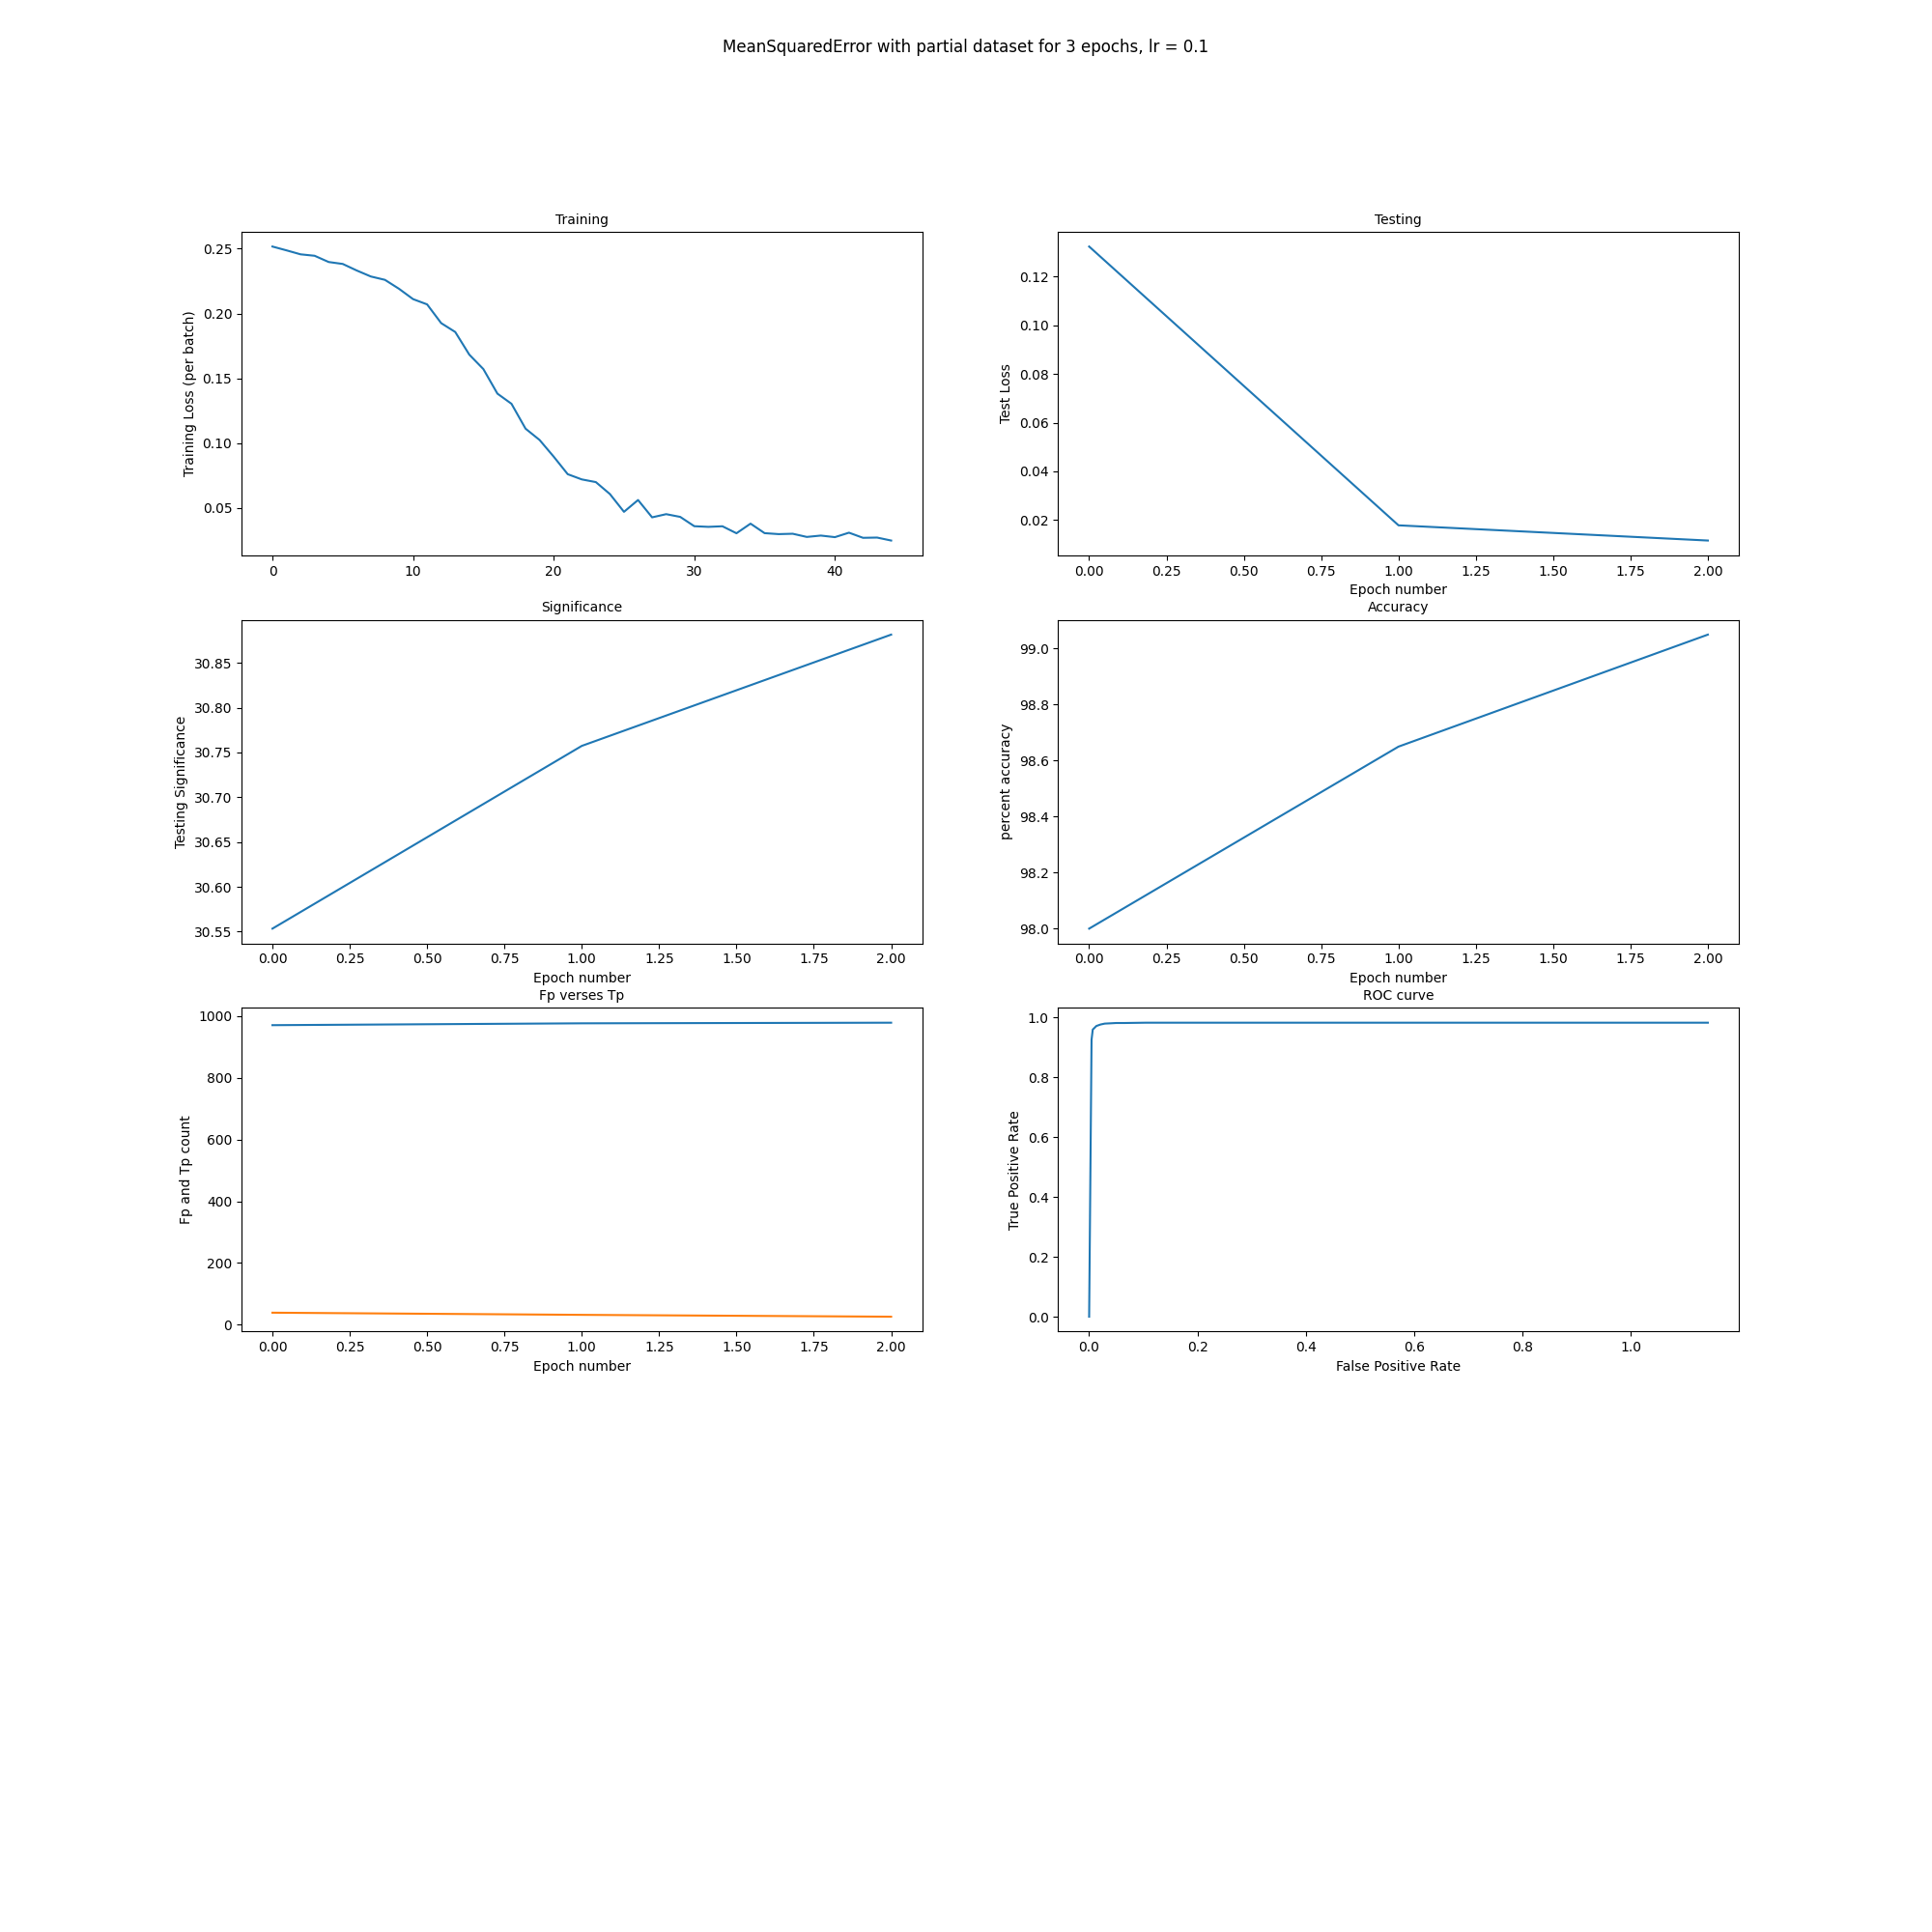 MeanSquaredError with partial dataset for 3 epochs, lr = 0.1
Training
Training Loss (per batch)
0.25
0.20
0.15
0.10
0.05
0 10 20 30 40
Testing
Test Loss
0.12
0.10
0.08
0.06
0.04
0.02
0.00 0.25 0.50 0.75 1.00 1.25 1.50 1.75 2.00
Epoch number
Significance
Testing Significance
30.85
30.80
30.75
30.70
30.65
30.60
30.55
0.00 0.25 0.50 0.75 1.00 1.25 1.50 1.75 2.00
Epoch number
Accuracy
percent accuracy
99.0
98.8
98.6
98.4
98.2
98.0
0.00 0.25 0.50 0.75 1.00 1.25 1.50 1.75 2.00
Epoch number
Fp verses Tp
Fp and Tp count
1000
800
600
400
200
0
0.00 0.25 0.50 0.75 1.00 1.25 1.50 1.75 2.00
Epoch number
ROC curve
True Positive Rate
1.0
0.8
0.6
0.4
0.2
0.0
0.0 0.2 0.4 0.6 0.8 1.0
False Positive Rate